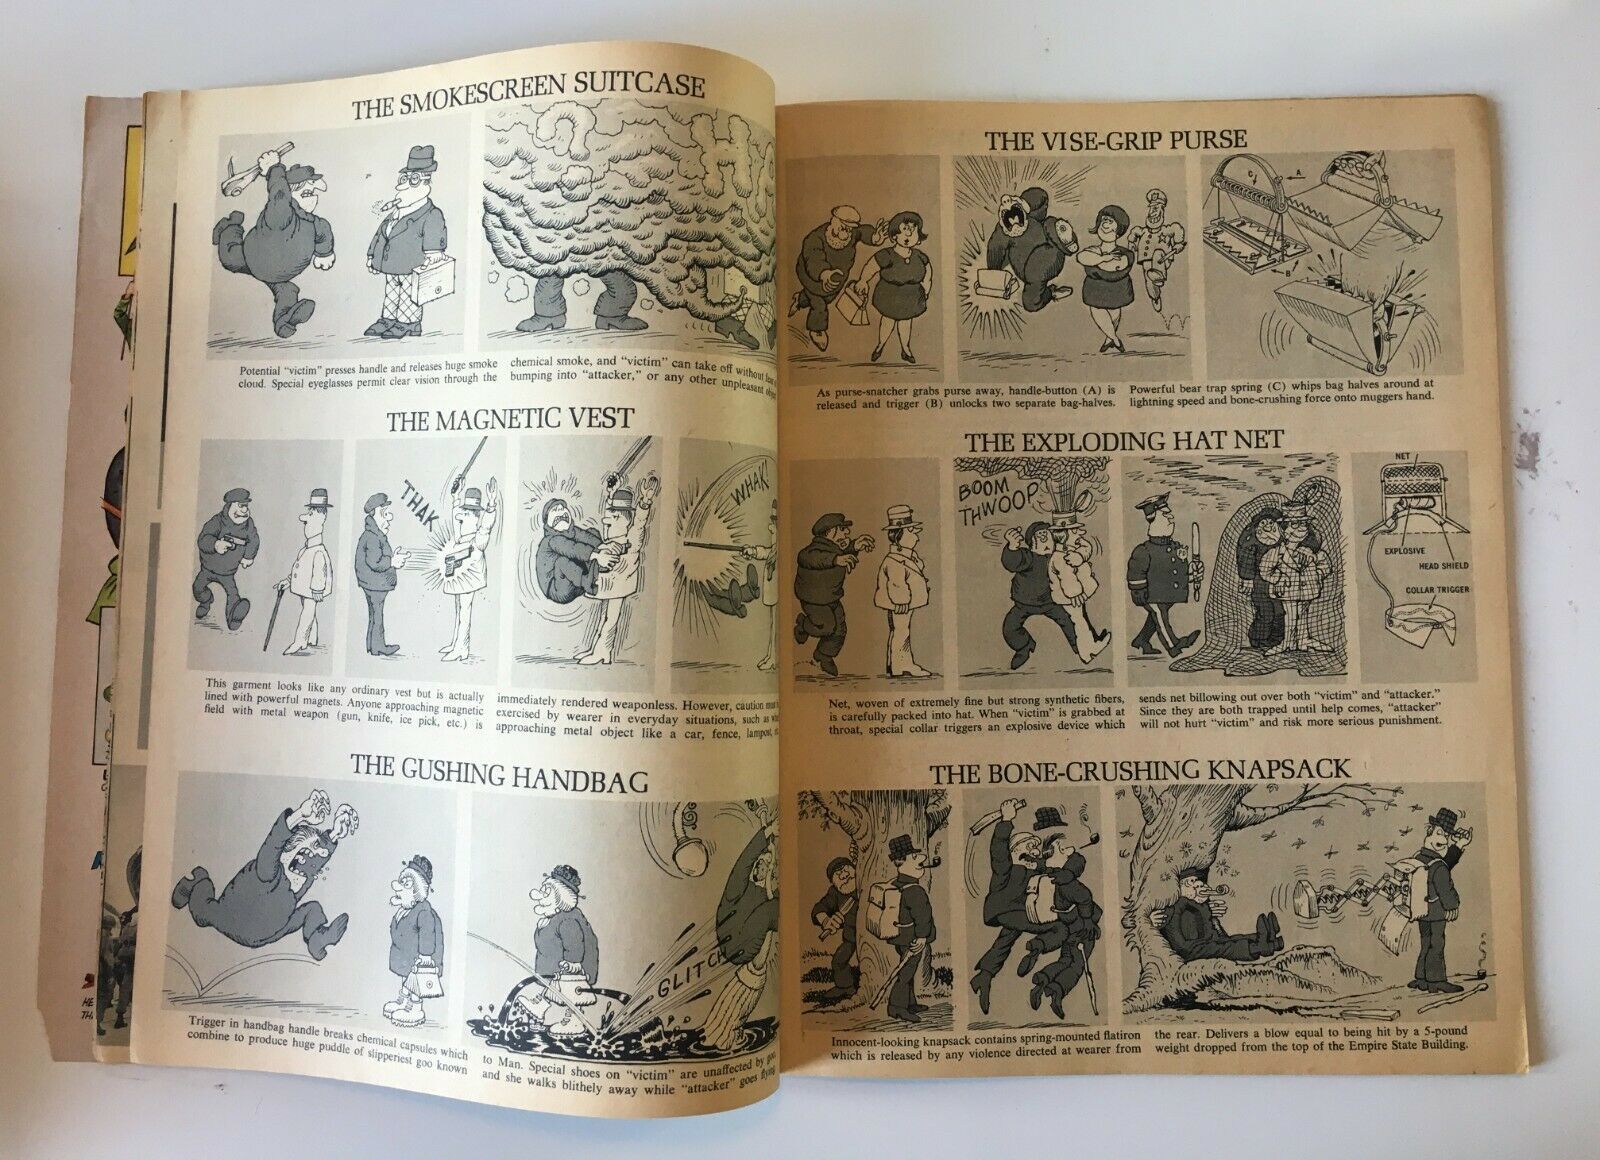 THE SMOKESCREEN SUITCASE
Potential "victim" presses handle and releases huge smoke
cloud. Special eyeglasses permit clear vision through the
chemical smoke, and "victim" can take off without fear of
bumping into "attacker," or any other unpleasant object
THE MAGNETIC VEST
THAK
WHAK!
This garment looks like any ordinary vest but is actually
lined with powerful magnets. Anyone approaching magnetic
field with metal weapon (gun, knife, ice pick, etc.) is
immediately rendered weaponless. However, caution must
exercised by wearer in everyday situations, such as
approaching metal object like a car, fence, lampost,
THE GUSHING HANDBAG
GLITCH
Trigger in handbag handle breaks chemical capsules which
combine to produce huge puddle of slipperiest goo known
to Man. Special shoes on "victim" are unaffected by goo,
and she walks blithely away while "attacker" goes flying
THE VISE-GRIP PURSE
C
A
B
As purse-snatcher grabs purse away, handle-button (A) is
released and trigger (B) unlocks two separate bag-halves.
Powerful bear trap spring (C) whips bag halves around at
lightning speed and bone-crushing force onto muggers hand.
THE EXPLODING HAT NET
BOOM
THWOOP
NET
EXPLOSIVE
HEAD SHIELD
COLLAR TRIGGER
Net, woven of extremely fine but strong synthetic fibers,
is carefully packed into hat. When "victim" is grabbed at
throat, special collar triggers an explosive device which
sends net billowing out over both "victim" and "attacker."
Since they are both trapped until help comes, "attacker"
will not hurt "victim" and risk more serious punishment.
THE BONE-CRUSHING KNAPSACK
Innocent-looking knapsack contains spring-mounted flatiron
which is released by any violence directed at wearer from
the rear. Delivers a blow equal to being hit by a 5-pound
weight dropped from the top of the Empire State Building.